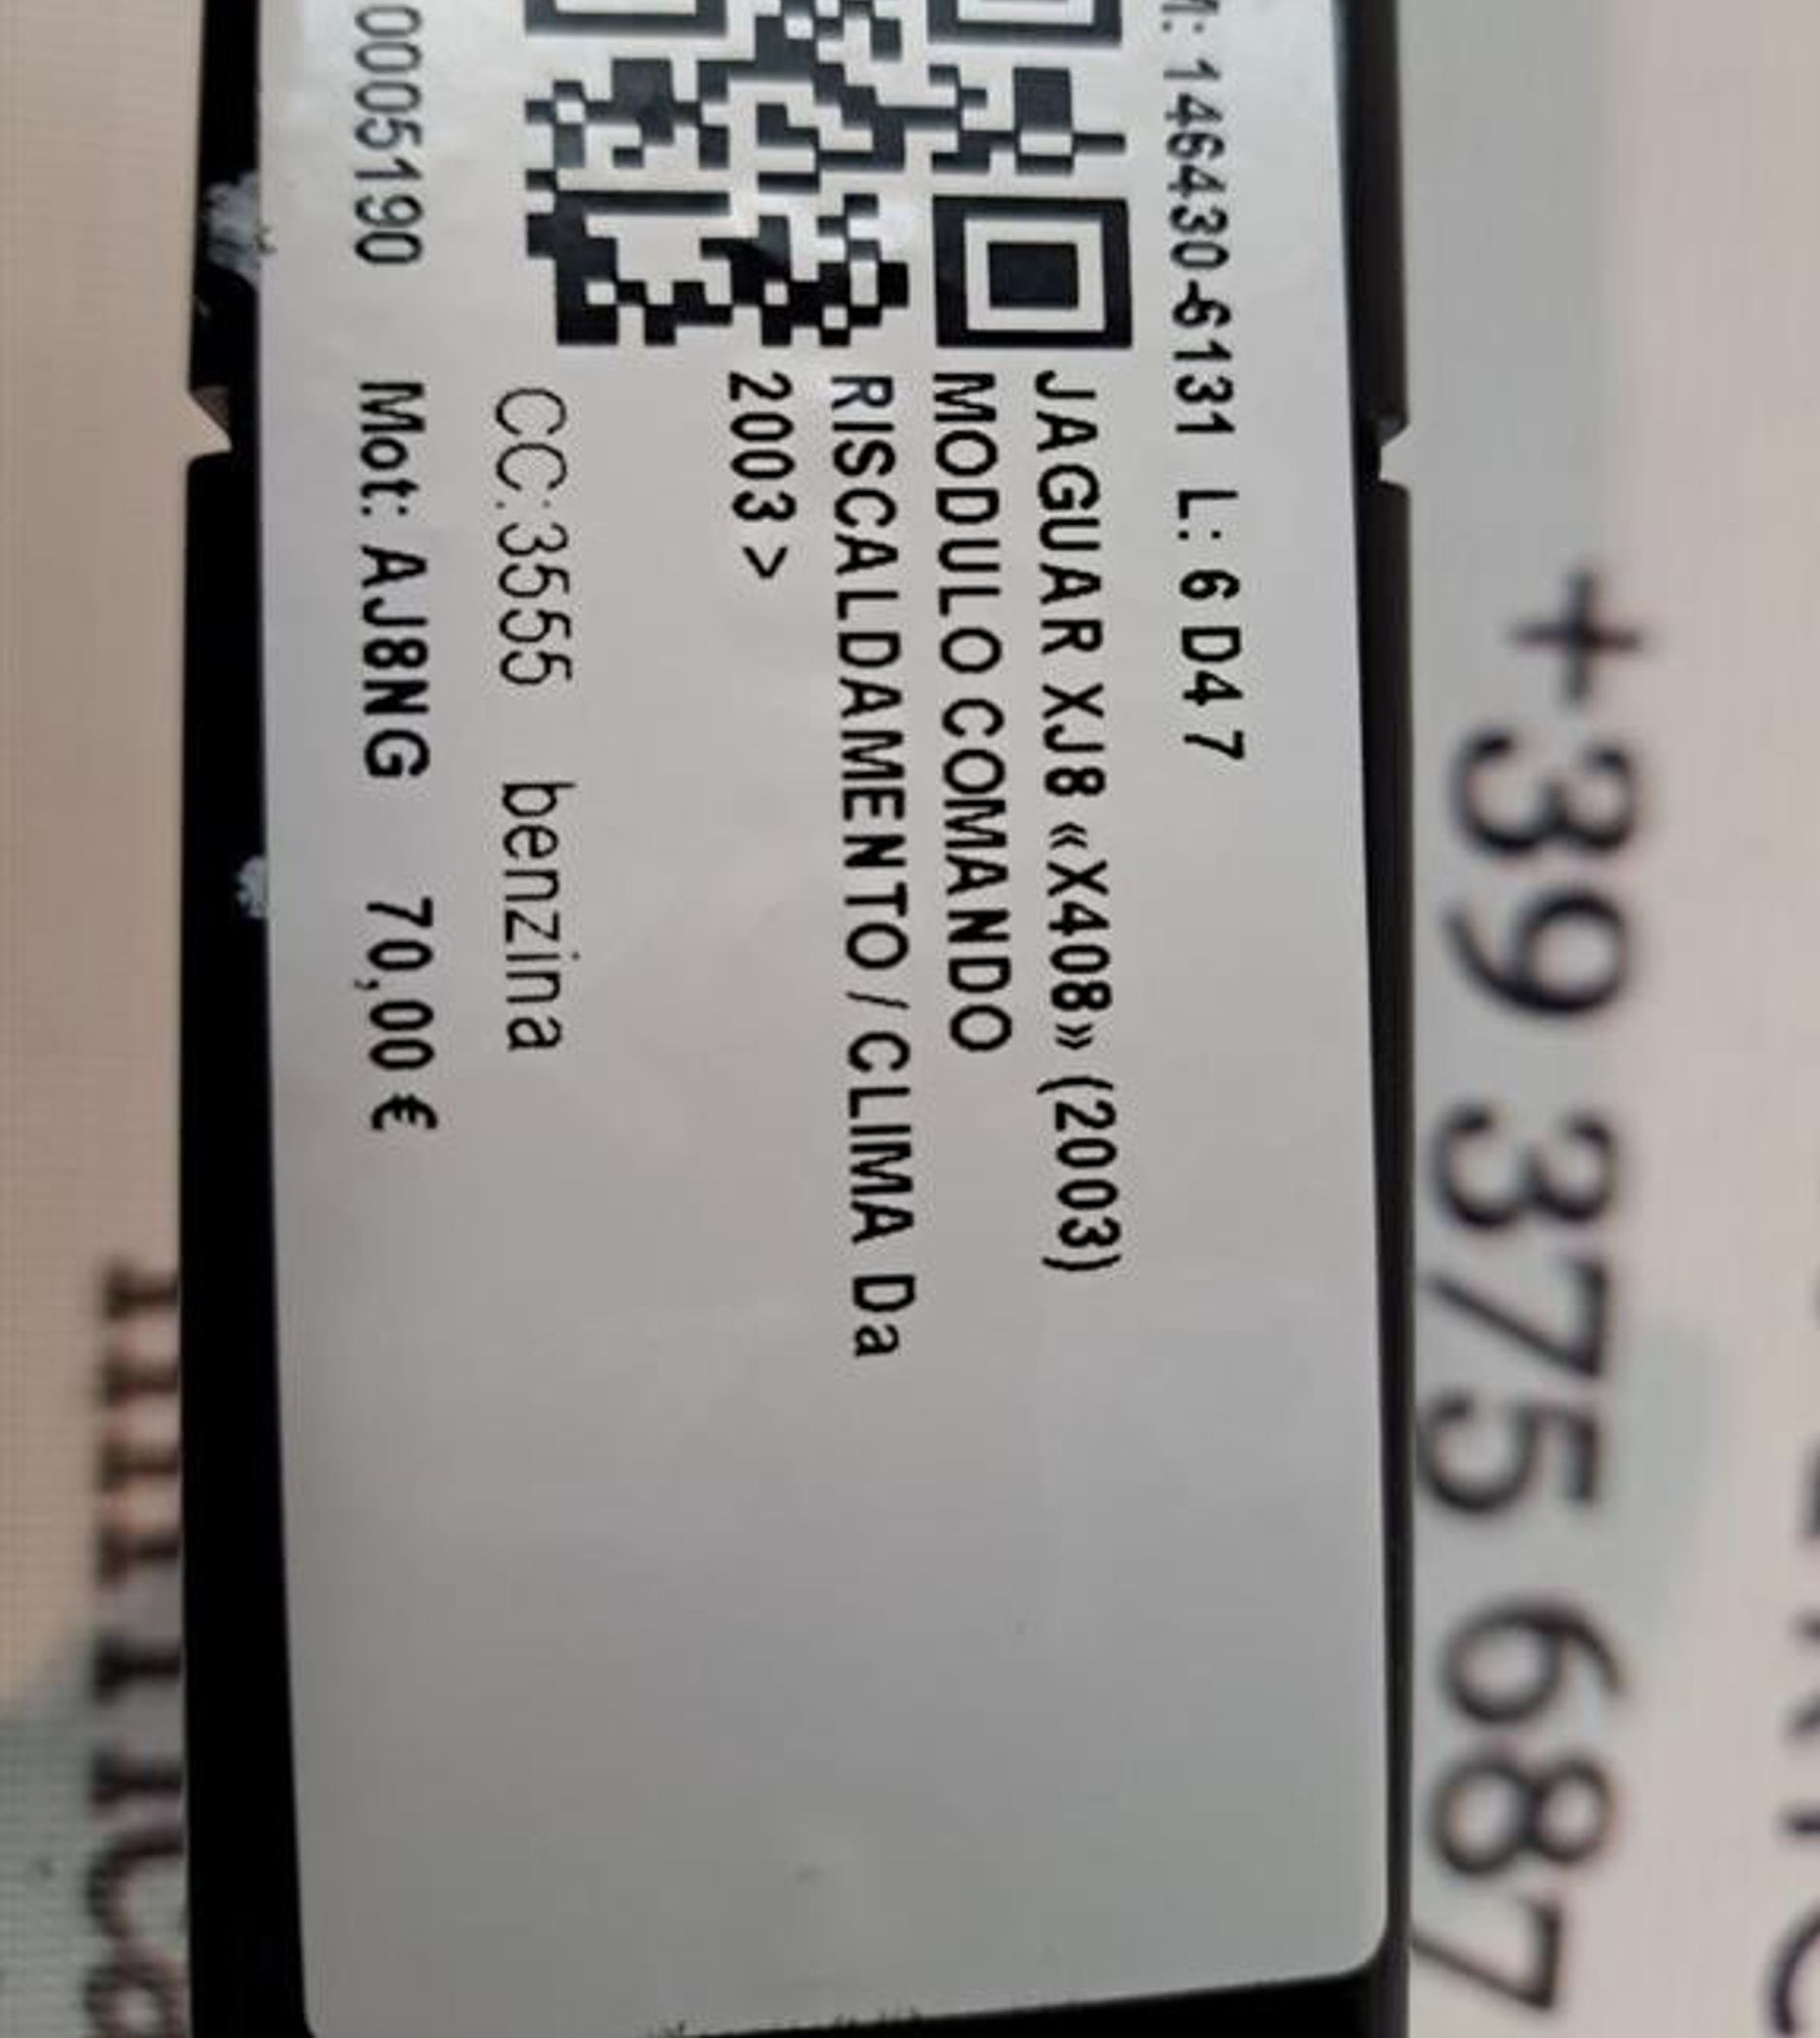 146430-6131 L: 6 D4 7
JAGUAR XJ8 «X408» (2003)
MODULO COMANDO
RISCALDAMENTO / CLIMA Da
2003 >
CC:3555 benzina
0005190 Mot: AJ8NG 70,00 €
+39 375 687